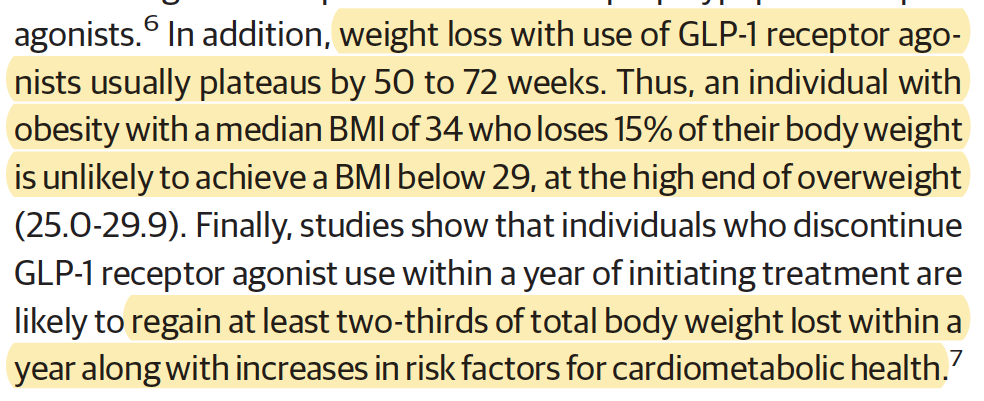 agonists.⁶ In addition, weight loss with use of GLP-1 receptor ago-
nists usually plateaus by 50 to 72 weeks. Thus, an individual with
obesity with a median BMI of 34 who loses 15% of their body weight
is unlikely to achieve a BMI below 29, at the high end of overweight
(25.0-29.9). Finally, studies show that individuals who discontinue
GLP-1 receptor agonist use within a year of initiating treatment are
likely to regain at least two-thirds of total body weight lost within a
year along with increases in risk factors for cardiometabolic health.⁷